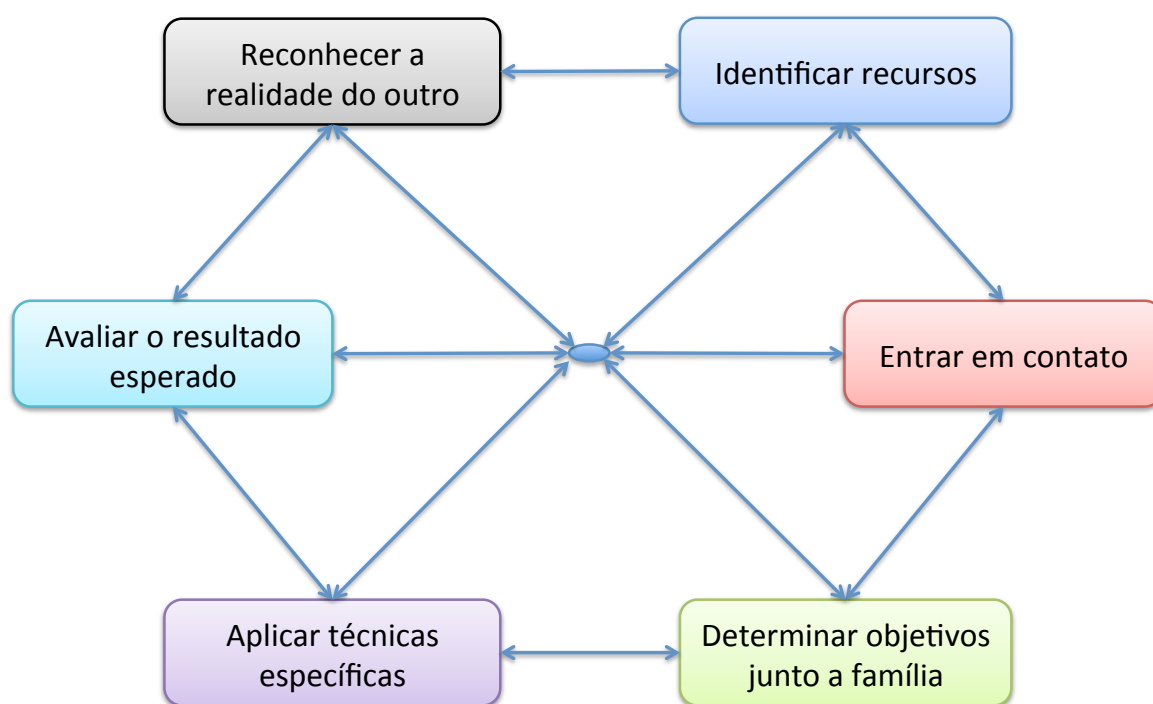 Reconhecer a
realidade do outro
Identificar recursos
Avaliar o resultado
esperado
Entrar em contato
Aplicar técnicas
específicas
Determinar objetivos
junto a família